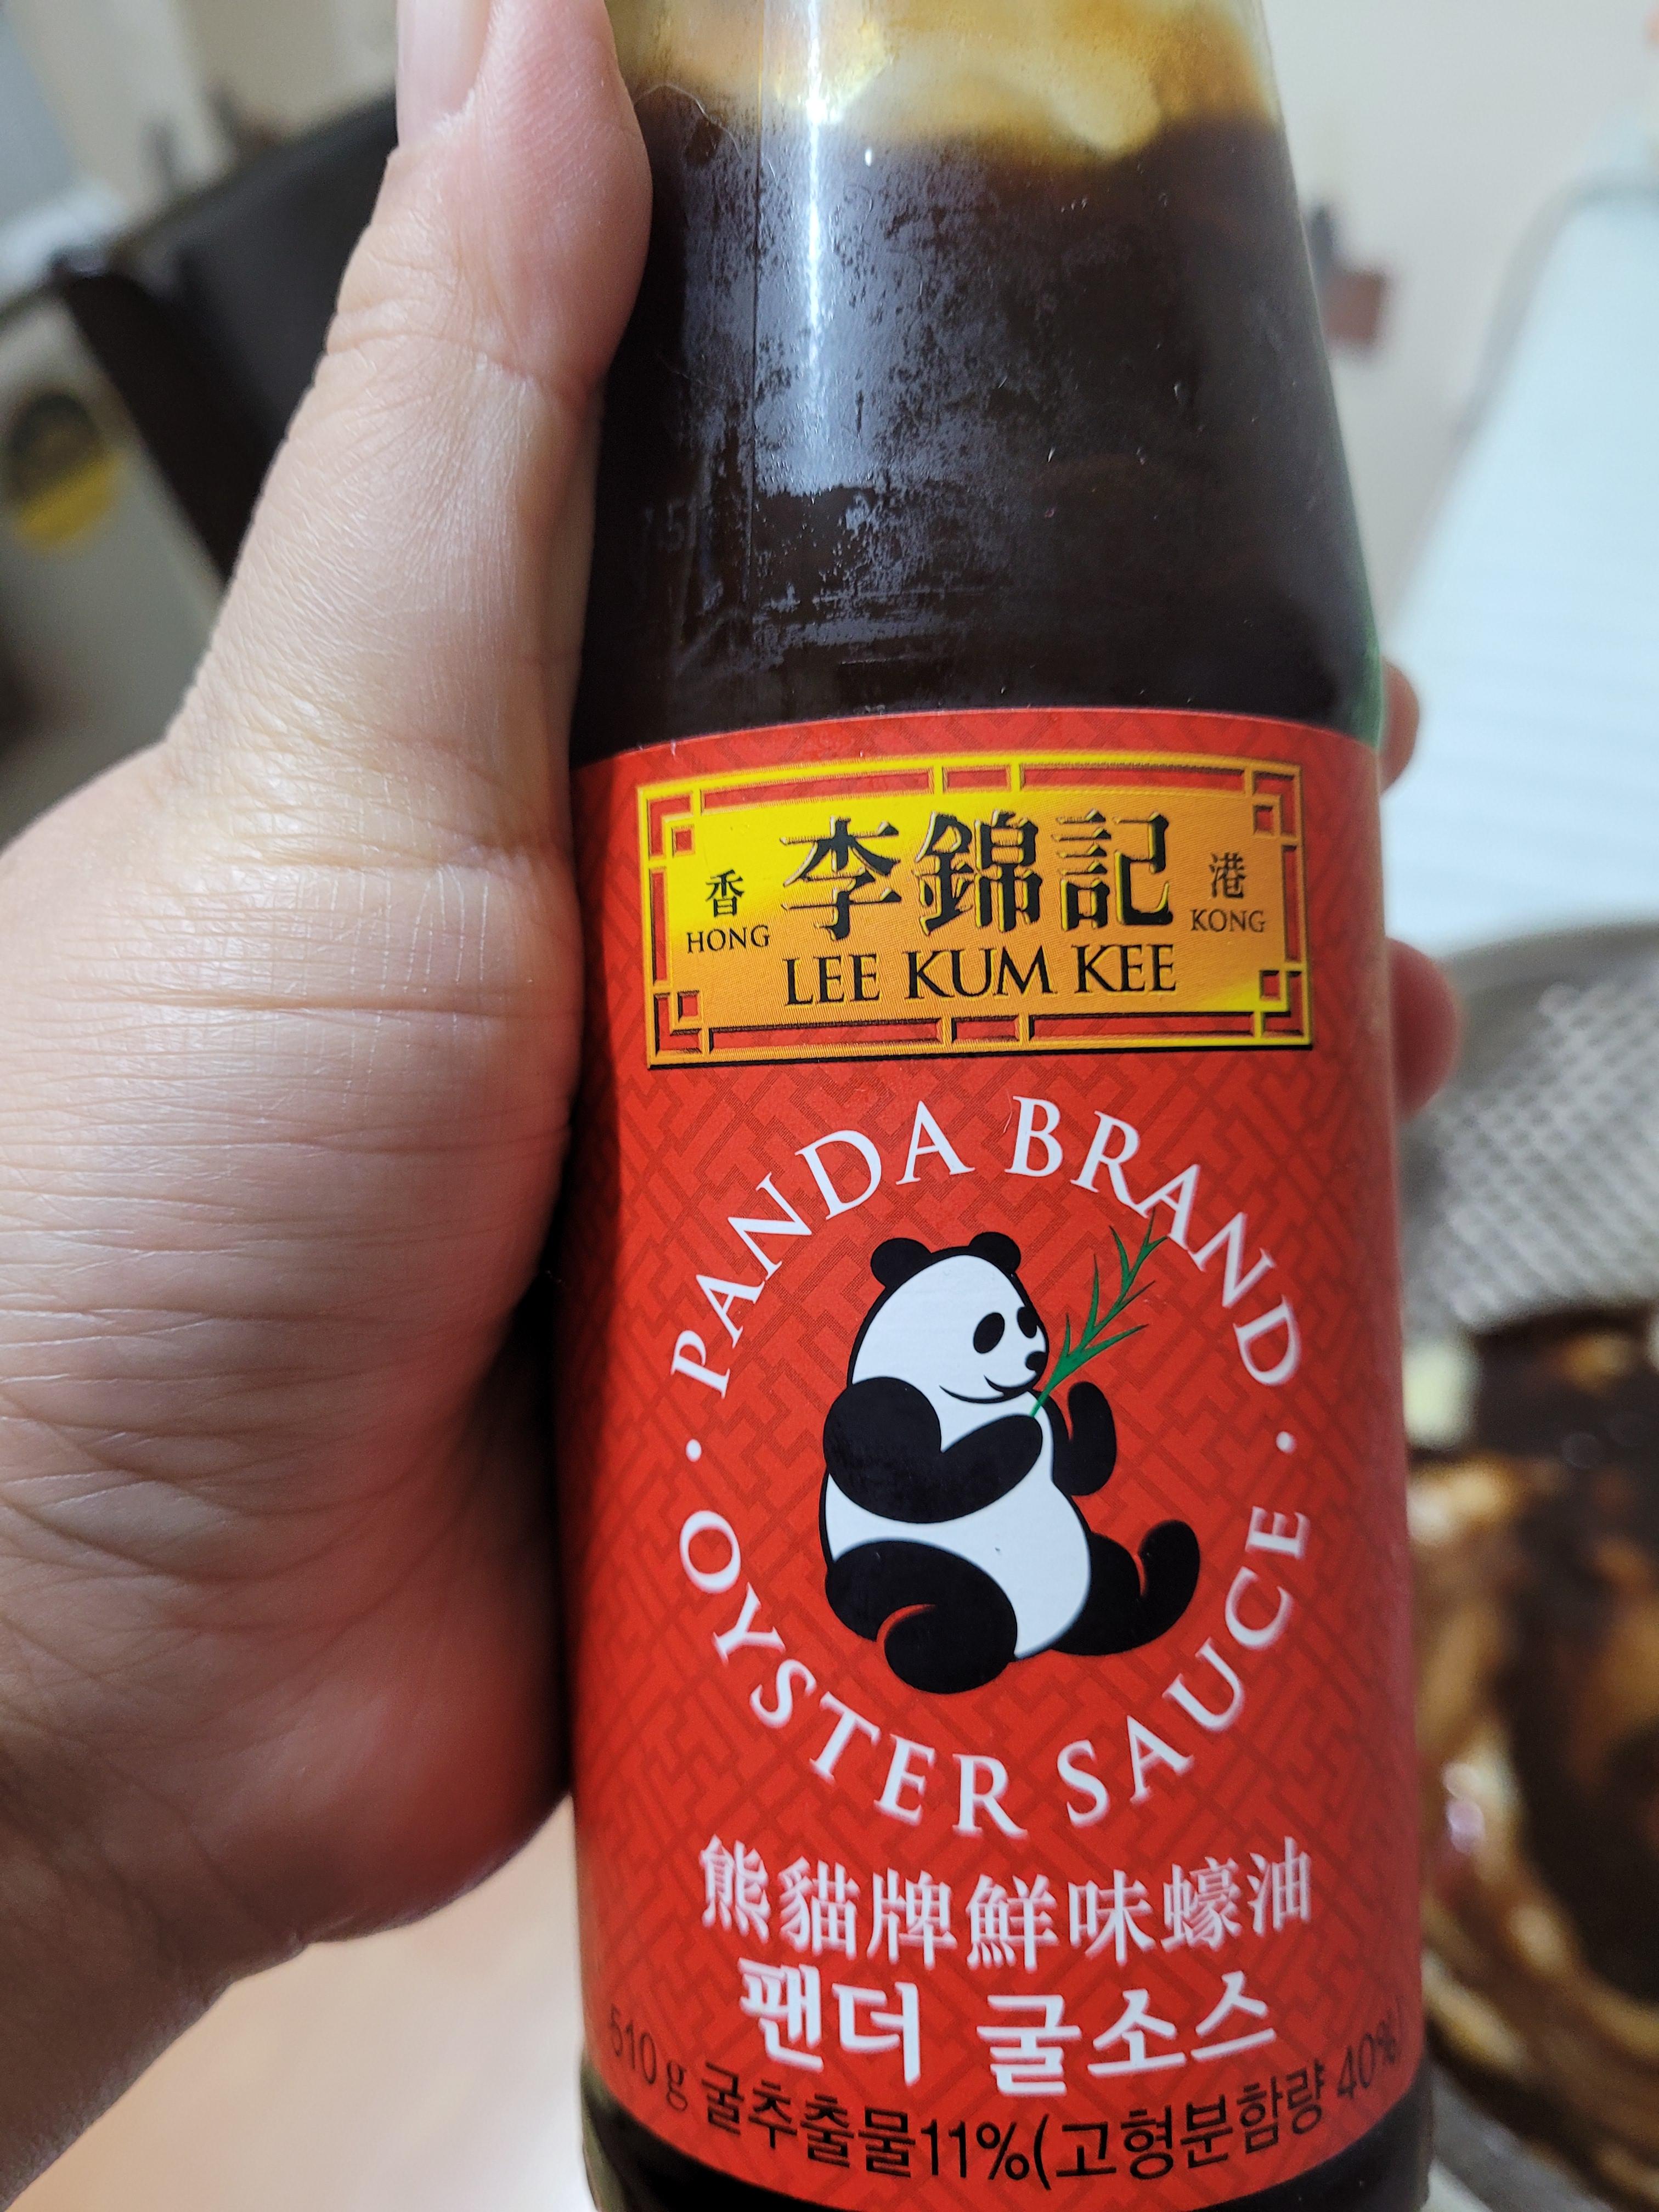 香 李錦記 港
HONG LEE KUM KEE KONG
PANDA BRAND
· OYSTER SAUCE ·
熊貓牌鮮味蠔油
팬더 굴소스
510 g 굴추출물11%(고형분함량 40%)